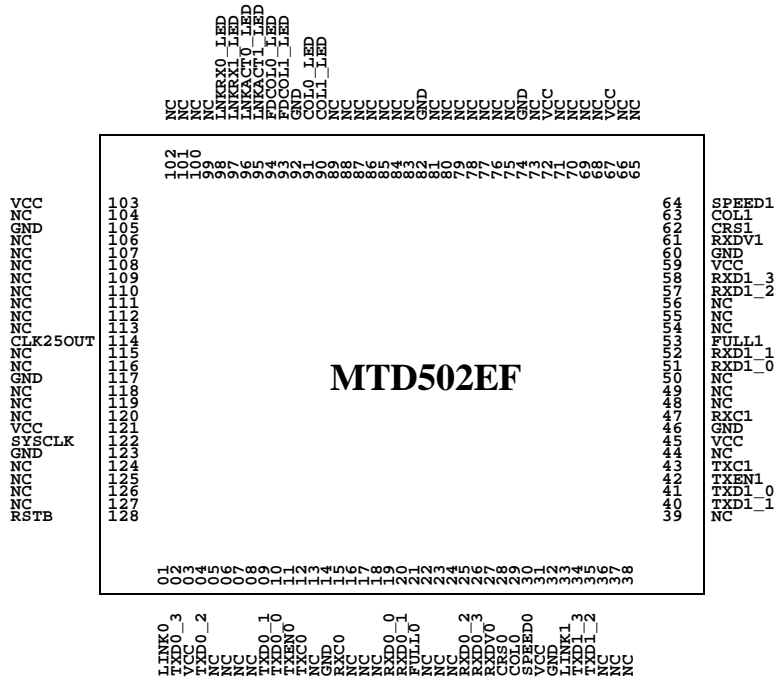 NC
NC
NC
NC
LNKRX0_LED
LNKRX1_LED
LNKACT0_LED
LNKACT1_LED
FDCOL0_LED
FDCOL1_LED
GND
COL0_LED
COL1_LED
NC
NC
NC
NC
NC
NC
NC
GND
NC
NC
NC
NC
NC
NC
NC
GND
NC
VCC
NC
NC
NC
NC
VCC
NC
NC
102
101
100
99
98
97
96
95
94
93
92
91
90
89
88
87
86
85
84
83
82
81
80
79
78
77
76
75
74
73
72
71
70
69
68
67
66
65
VCC 103
NC 104
GND 105
NC 106
NC 107
NC 108
NC 109
NC 110
NC 111
NC 112
NC 113
CLK25OUT 114
NC 115
NC 116
GND 117
NC 118
NC 119
NC 120
VCC 121
SYSCLK 122
GND 123
NC 124
NC 125
NC 126
NC 127
RSTB 128
MTD502EF
64 SPEED1
63 COL1
62 CRS1
61 RXDV1
60 GND
59 VCC
58 RXD1_3
57 RXD1_2
56 NC
55 NC
54 NC
53 FULL1
52 RXD1_1
51 RXD1_0
50 NC
49 NC
48 NC
47 RXC1
46 GND
45 VCC
44 NC
43 TXC1
42 TXEN1
41 TXD1_0
40 TXD1_1
39 NC
01
02
03
04
05
06
07
08
09
10
11
12
13
14
15
16
17
18
19
20
21
22
23
24
25
26
27
28
29
30
31
32
33
34
35
36
37
38
LINK0
TXD0_3
VCC
TXD0_2
NC
NC
NC
NC
TXD0_1
TXD0_0
TXEN0
TXC0
NC
GND
RXC0
NC
NC
NC
RXD0_0
RXD0_1
FULL0
NC
NC
NC
RXD0_2
RXD0_3
RXDV0
CRS0
COL0
SPEED0
VCC
GND
LINK1
TXD1_3
TXD1_2
NC
NC
NC